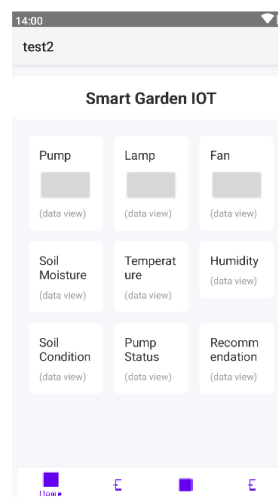 14:00
test2
Smart Garden IOT
Pump
Lamp
Fan
(data view)
(data view)
(data view)
Soil
Moisture
(data view)
Temperat
ure
(data view)
Humidity
(data view)
Soil
Condition
(data view)
Pump
Status
(data view)
Recomm
endation
(data view)
Home